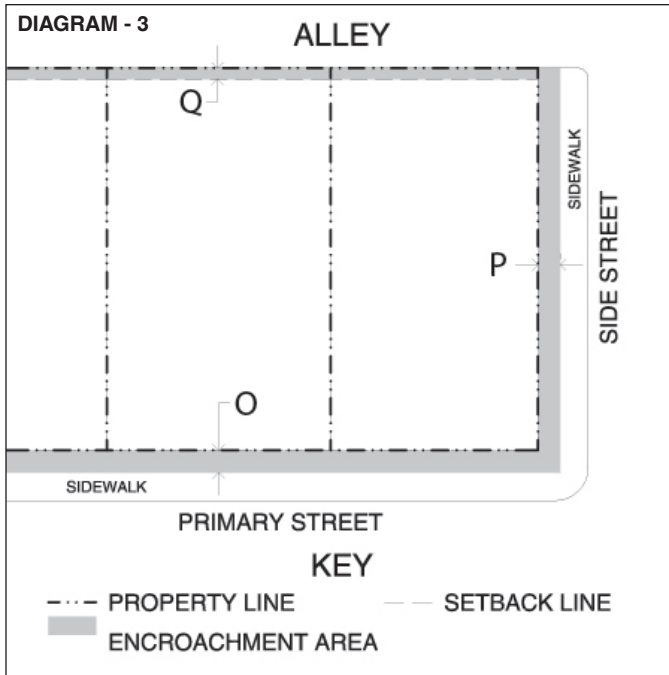 DIAGRAM - 3
ALLEY
Q
SIDEWALK
P
SIDE STREET
O
SIDEWALK
PRIMARY STREET
KEY
PROPERTY LINE
SETBACK LINE
ENCROACHMENT AREA